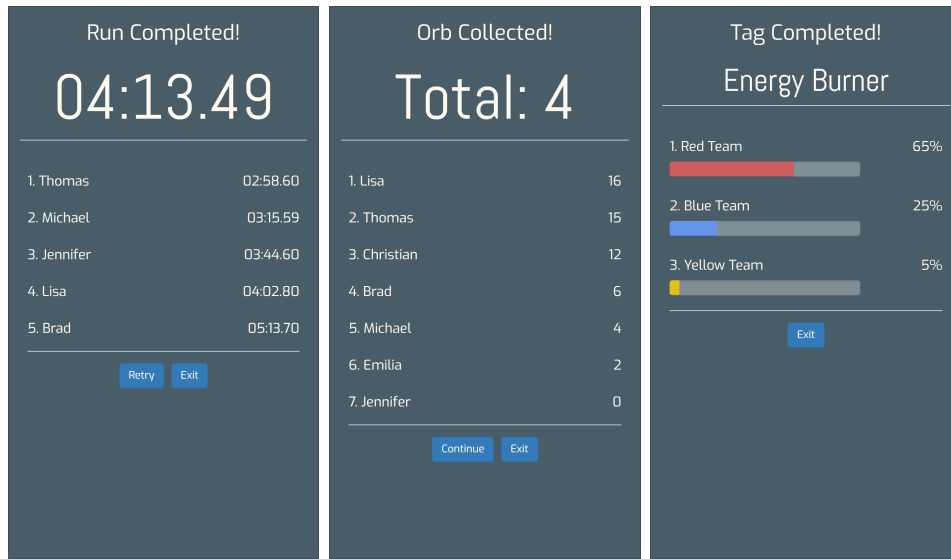 Run Completed!
04:13.49
1. Thomas 02:58.60
2. Michael 03:15.59
3. Jennifer 03:44.60
4. Lisa 04:02.80
5. Brad 05:13.70
Retry Exit
Orb Collected!
Total: 4
1. Lisa 16
2. Thomas 15
3. Christian 12
4. Brad 6
5. Michael 4
6. Emilia 2
7. Jennifer 0
Continue Exit
Tag Completed!
Energy Burner
1. Red Team 65%
2. Blue Team 25%
3. Yellow Team 5%
Exit